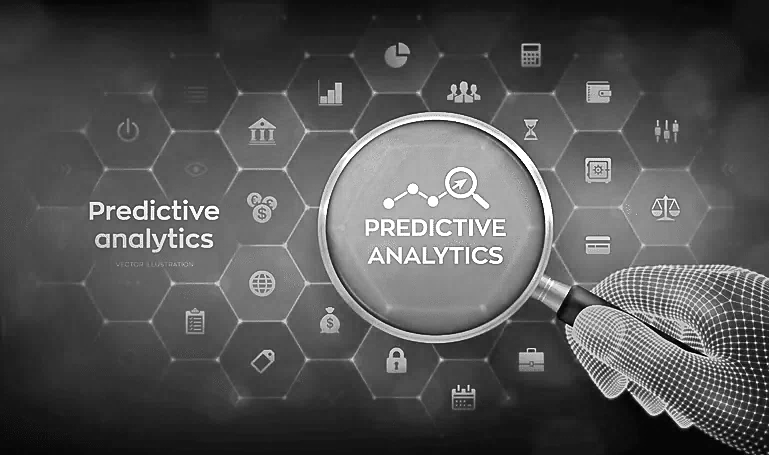 Predictive
analytics
VECTOR ILLUSTRATION
PREDICTIVE
ANALYTICS